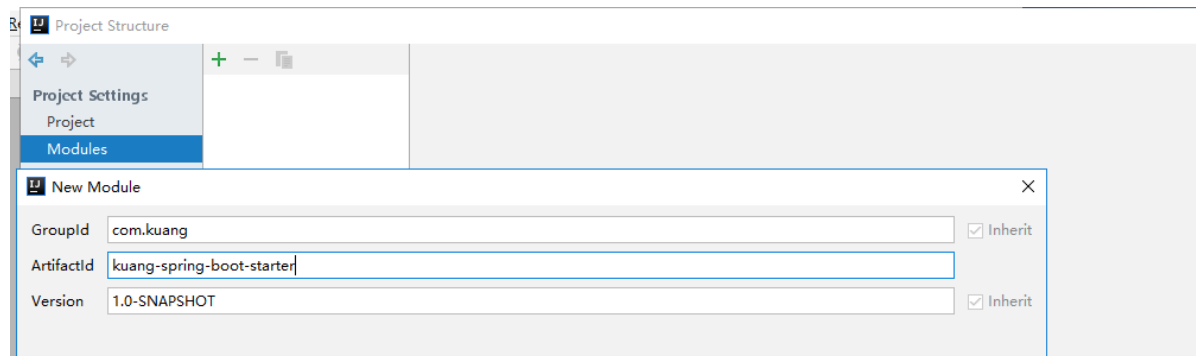 Project Structure
Project Settings
Project
Modules
New Module
GroupId com.kuang Inherit
ArtifactId kuang-spring-boot-starter
Version 1.0-SNAPSHOT Inherit